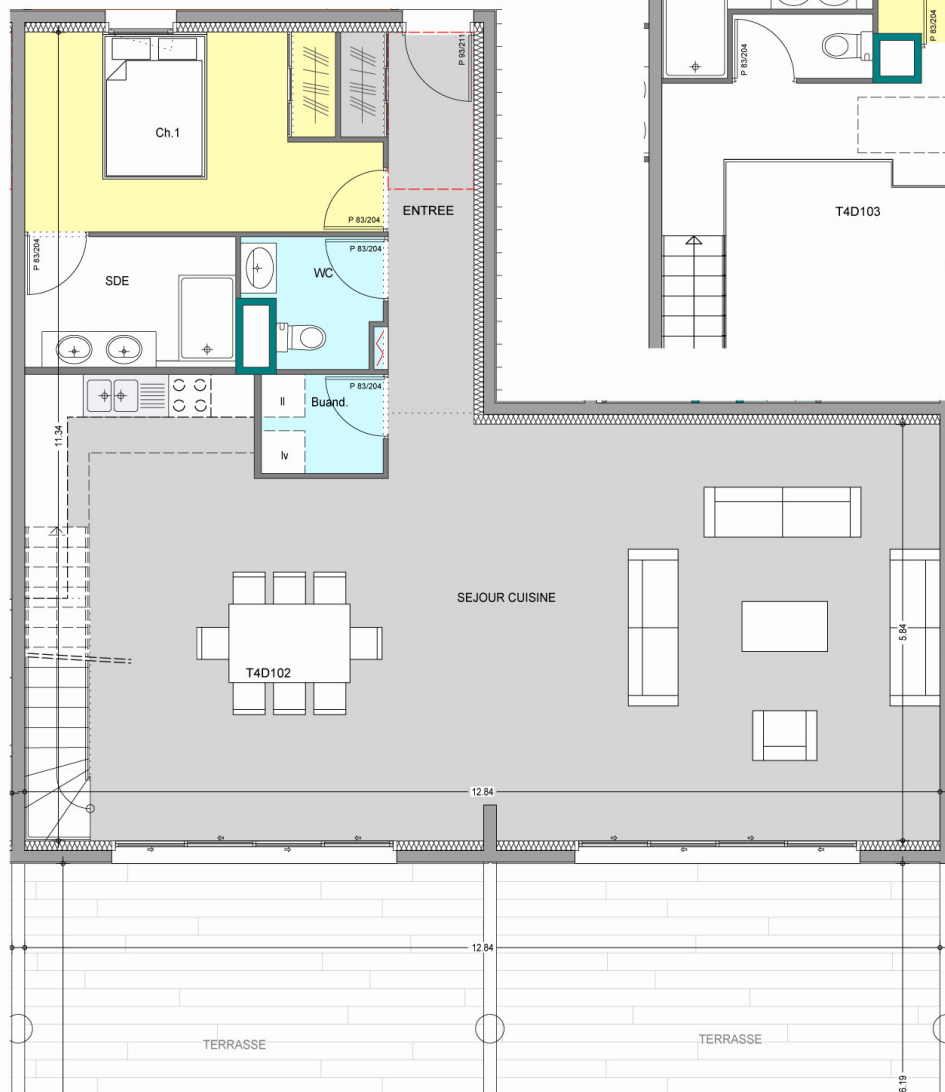 P 83/204
P 93/211
P 83/204
Ch.1
P 83/204
ENTREE
T4D103
P 83/204
P 83/204
WC
SDE
P 83/204
ll
Buand.
11.34
lv
SEJOUR CUISINE
5.84
T4D102
12.84
12.84
TERRASSE
TERRASSE
6.19